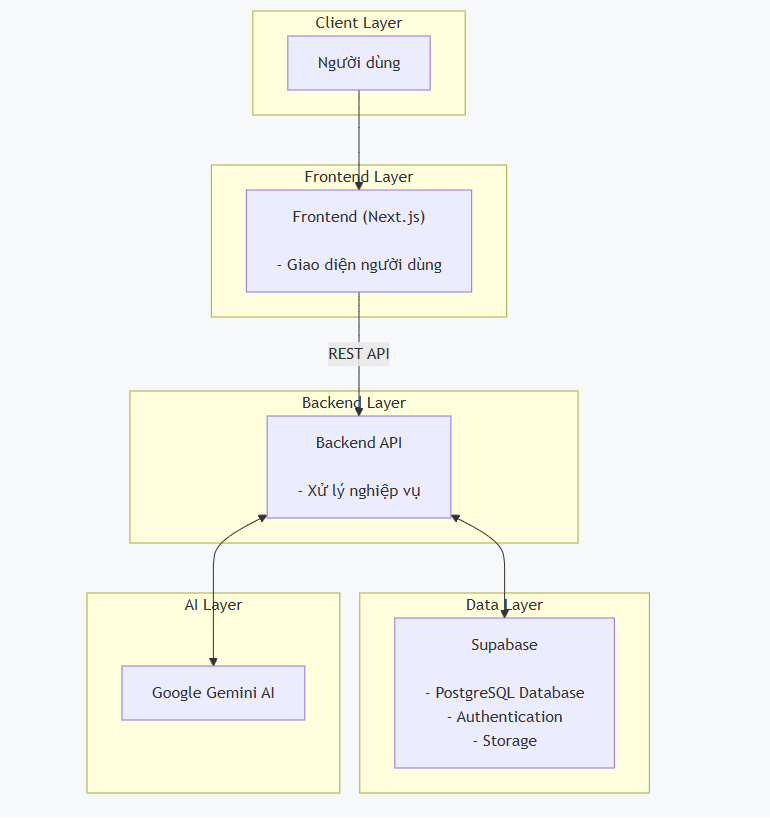 Client Layer
Người dùng
Frontend Layer
Frontend (Next.js)
- Giao diện người dùng
REST API
Backend Layer
Backend API
- Xử lý nghiệp vụ
AI Layer
Google Gemini AI
Data Layer
Supabase
- PostgreSQL Database
- Authentication
- Storage